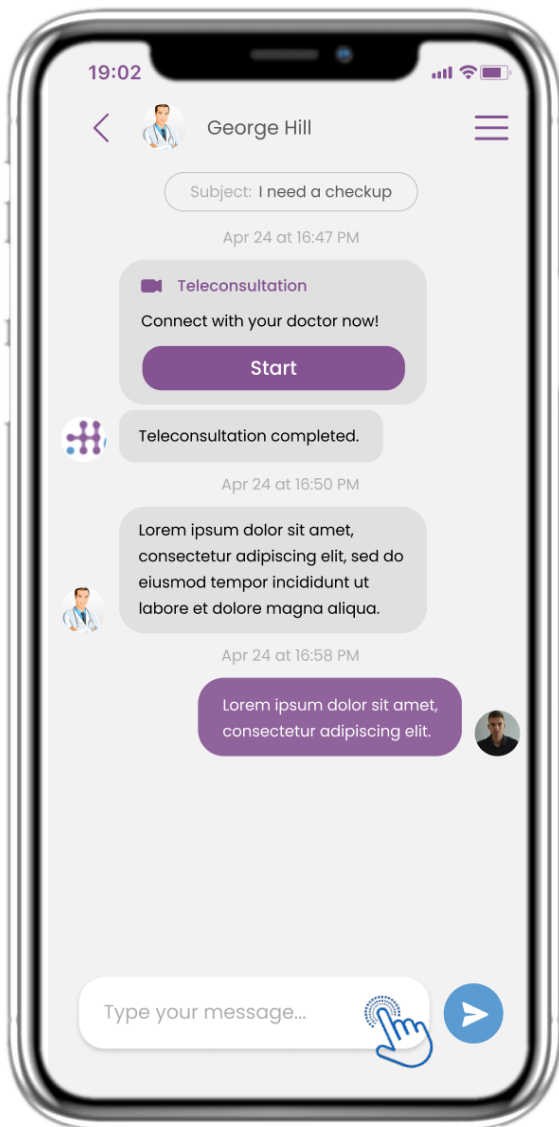 19:02
George Hill
Subject: I need a checkup
Apr 24 at 16:47 PM
Teleconsultation
Connect with your doctor now!
Start
Teleconsultation completed.
Apr 24 at 16:50 PM
Lorem ipsum dolor sit amet,
consectetur adipiscing elit, sed do
eiusmod tempor incididunt ut
labore et dolore magna aliqua.
Apr 24 at 16:58 PM
Lorem ipsum dolor sit amet,
consectetur adipiscing elit.
Type your message...